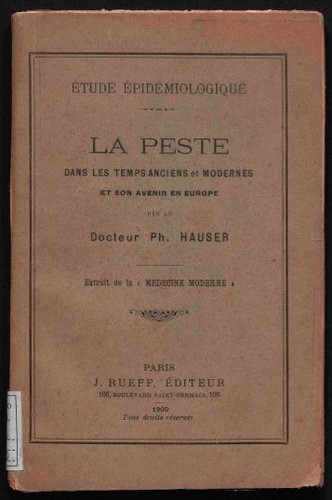 ÉTUDE ÉPIDÉMIOLOGIQUE
LA PESTE
DANS LES TEMPS ANCIENS et MODERNES
ET SON AVENIR EN EUROPE
PAR LE
Docteur Ph. HAUSER
Extrait de la « MEDECINE MODERNE »
PARIS
J. RUEFF, ÉDITEUR
106, BOULEVARD SAINT-GERMAIN, 106
1900
Tous droits réservés